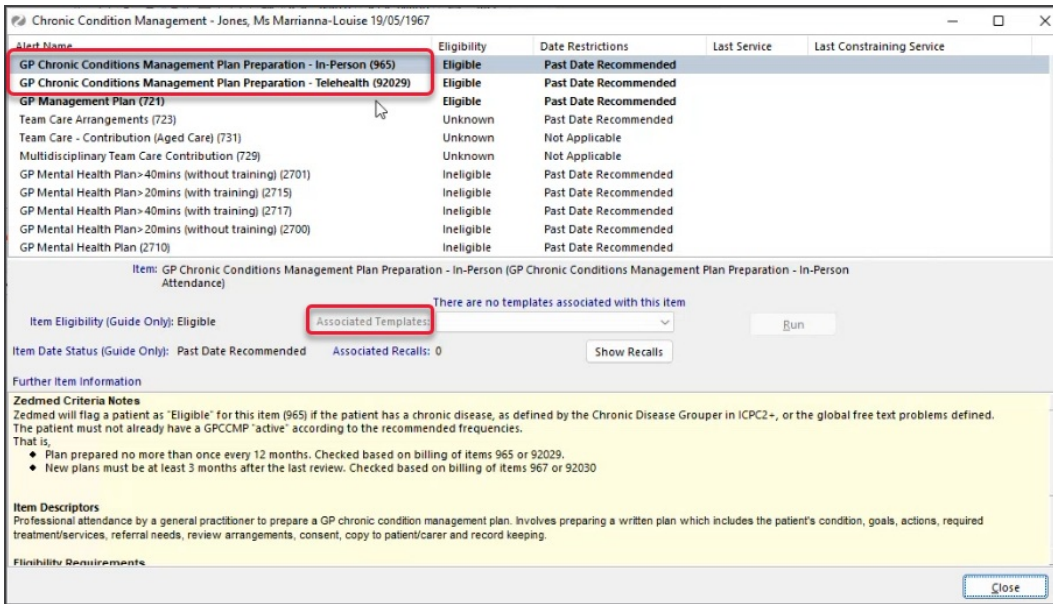 Chronic Condition Management - Jones, Ms Marrianna-Louise 19/05/1967
Alert Name Eligibility Date Restrictions Last Service Last Constraining Service
GP Chronic Conditions Management Plan Preparation - In-Person (965) Eligible Past Date Recommended
GP Chronic Conditions Management Plan Preparation - Telehealth (92029) Eligible Past Date Recommended
GP Management Plan (721) Eligible Past Date Recommended
Team Care Arrangements (723) Unknown Past Date Recommended
Team Care - Contribution (Aged Care) (731) Unknown Not Applicable
Multidisciplinary Team Care Contribution (729) Unknown Not Applicable
GP Mental Health Plan>40mins (without training) (2701) Ineligible Past Date Recommended
GP Mental Health Plan>20mins (with training) (2715) Ineligible Past Date Recommended
GP Mental Health Plan>40mins (with training) (2717) Ineligible Past Date Recommended
GP Mental Health Plan>20mins (without training) (2700) Ineligible Past Date Recommended
GP Mental Health Plan (2710) Ineligible Past Date Recommended
Item: GP Chronic Conditions Management Plan Preparation - In-Person (GP Chronic Conditions Management Plan Preparation - In-Person
Attendance)
There are no templates associated with this item
Item Eligibility (Guide Only): Eligible Associated Templates: Run
Item Date Status (Guide Only): Past Date Recommended Associated Recalls: 0 Show Recalls
Further Item Information
Zedmed Criteria Notes
Zedmed will flag a patient as "Eligible" for this item (965) if the patient has a chronic disease, as defined by the Chronic Disease Grouper in ICPC2+, or the global free text problems defined.
The patient must not already have a GPCCMP "active" according to the recommended frequencies.
That is,
◆ Plan prepared no more than once every 12 months. Checked based on billing of items 965 or 92029.
◆ New plans must be at least 3 months after the last review. Checked based on billing of items 967 or 92030
Item Descriptors
Professional attendance by a general practitioner to prepare a GP chronic condition management plan. Involves preparing a written plan which includes the patient's condition, goals, actions, required
treatment/services, referral needs, review arrangements, consent, copy to patient/carer and record keeping.
Eligibility Requirements
Close